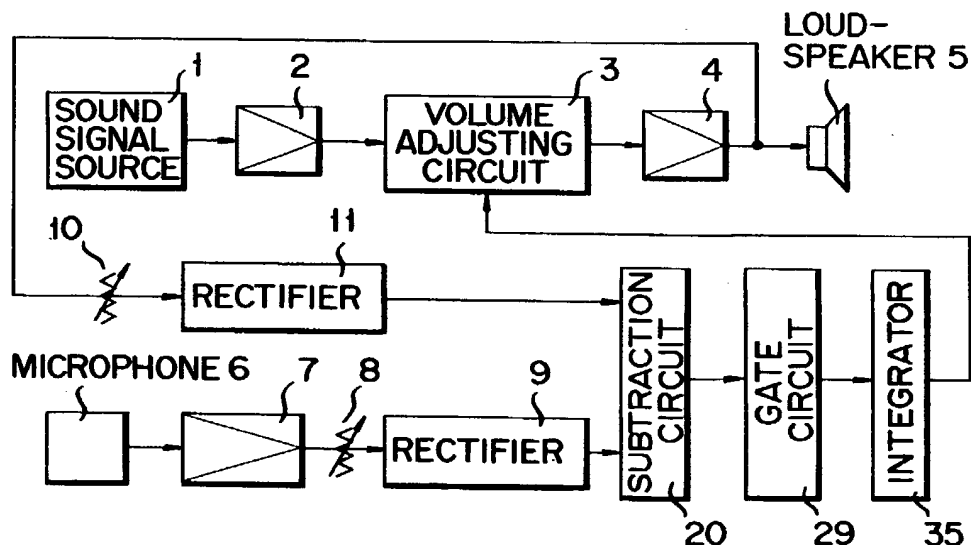 LOUD-
SPEAKER 5
1
2
3
4
SOUND
SIGNAL
SOURCE
VOLUME
ADJUSTING
CIRCUIT
10
11
RECTIFIER
MICROPHONE 6
7
8
9
RECTIFIER
SUBTRACTION
CIRCUIT
GATE
CIRCUIT
INTEGRATOR
20
29
35